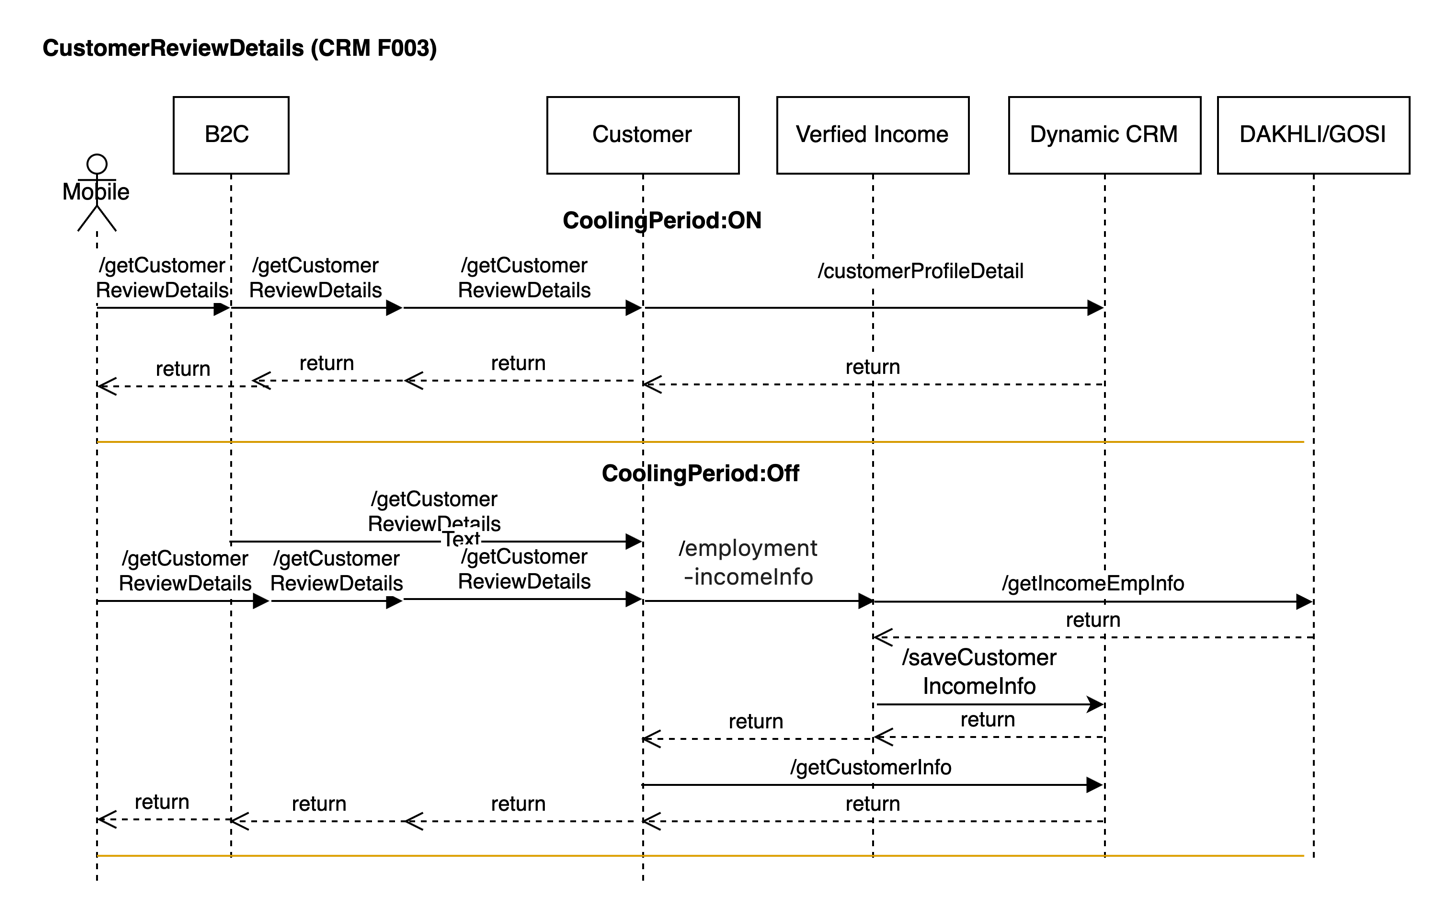 CustomerReviewDetails (CRM F003)
B2C
Customer
Verfied Income
Dynamic CRM
DAKHLI/GOSI
Mobile
CoolingPeriod:ON
/getCustomer
ReviewDetails
/getCustomer
ReviewDetails
/getCustomer
ReviewDetails
/customerProfileDetail
return
return
return
return
CoolingPeriod:Off
/getCustomer
ReviewDetails
Text
/getCustomer
ReviewDetails
/getCustomer
ReviewDetails
/getCustomer
ReviewDetails
/employment
-incomeInfo
/getIncomeEmpInfo
return
/saveCustomer
IncomeInfo
return
return
/getCustomerInfo
return
return
return
return